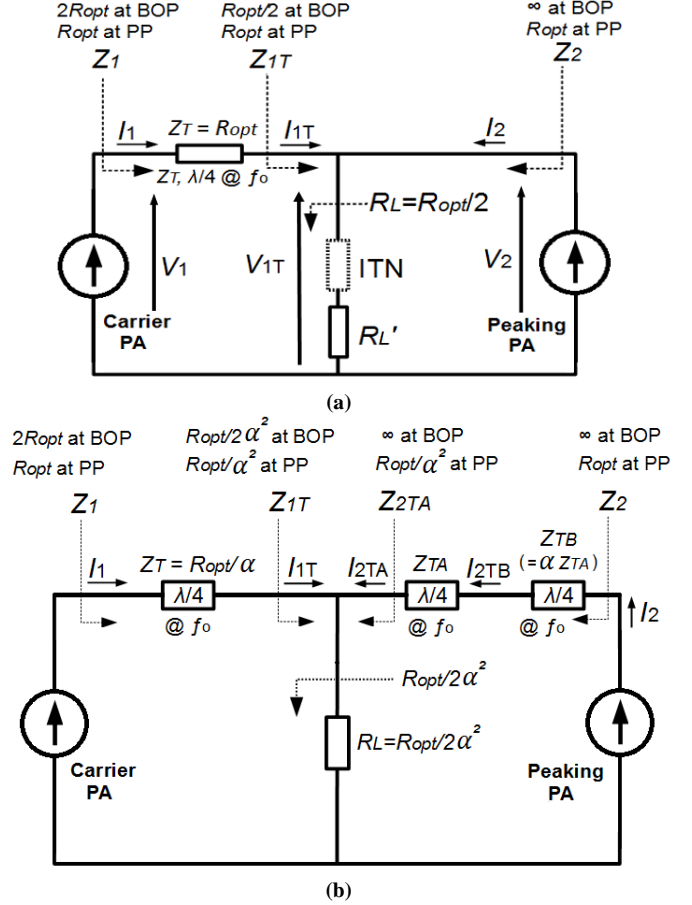 2Ropt at BOP
Ropt at PP
Z1
Ropt/2 at BOP
Ropt at PP
Z1T
∞ at BOP
Ropt at PP
Z2
I1
ZT = Ropt
I1T
I2
ZT, λ/4 @ fo
RL=Ropt/2
V1
V1T
ITN
V2
Carrier
PA
RL'
Peaking
PA
(a)
2Ropt at BOP
Ropt at PP
Z1
Ropt/2α² at BOP
Ropt/α² at PP
Z1T
∞ at BOP
Ropt/α² at PP
Z2TA
∞ at BOP
Ropt at PP
Z2
I1
ZT = Ropt/α
I1T
I2TA
ZTA
I2TB
ZTB
(=α ZTA)
λ/4
λ/4
λ/4
@ fo
@ fo
@ fo
I2
Ropt/2α²
RL=Ropt/2α²
Carrier
PA
Peaking
PA
(b)